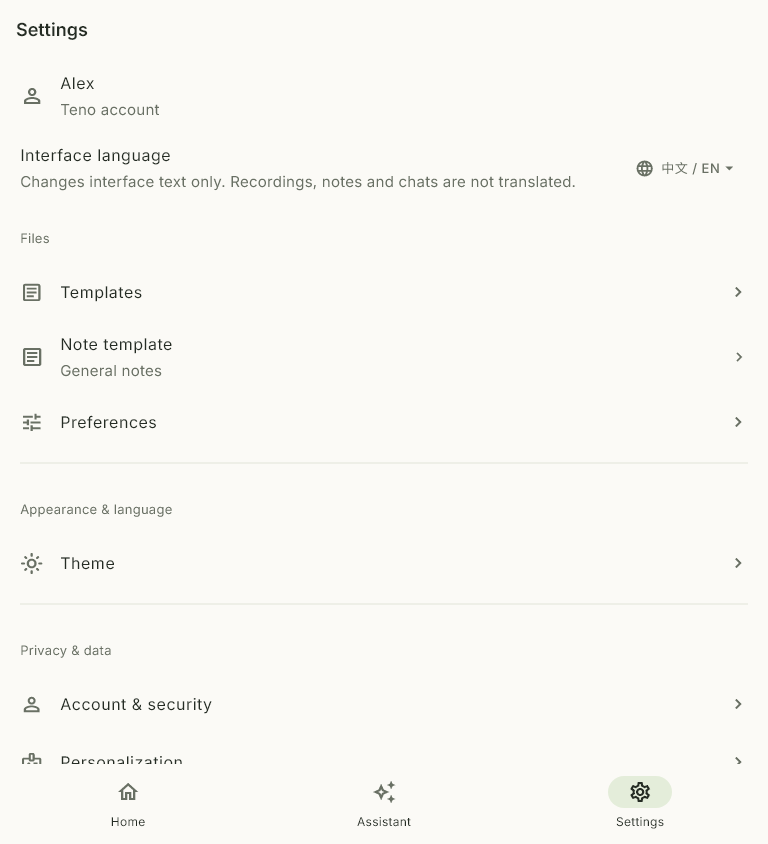 Settings
Alex
Teno account
Interface language
Changes interface text only. Recordings, notes and chats are not translated.
中文 / EN
Files
Templates
Note template
General notes
Preferences
Appearance & language
Theme
Privacy & data
Account & security
Personalization
Home
Assistant
Settings